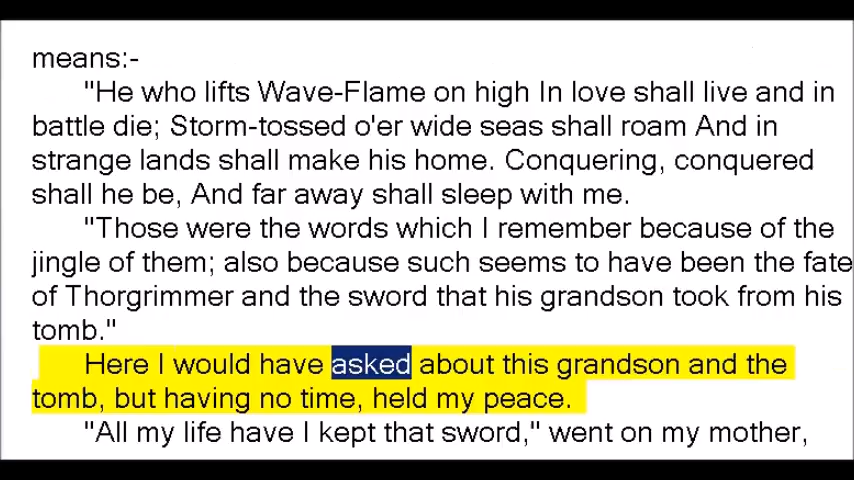 means:-
"He who lifts Wave-Flame on high In love shall live and in
battle die; Storm-tossed o'er wide seas shall roam And in
strange lands shall make his home. Conquering, conquered
shall he be, And far away shall sleep with me.
"Those were the words which I remember because of the
jingle of them; also because such seems to have been the fate
of Thorgrimmer and the sword that his grandson took from his
tomb."
Here I would have asked about this grandson and the
tomb, but having no time, held my peace.
"All my life have I kept that sword," went on my mother,